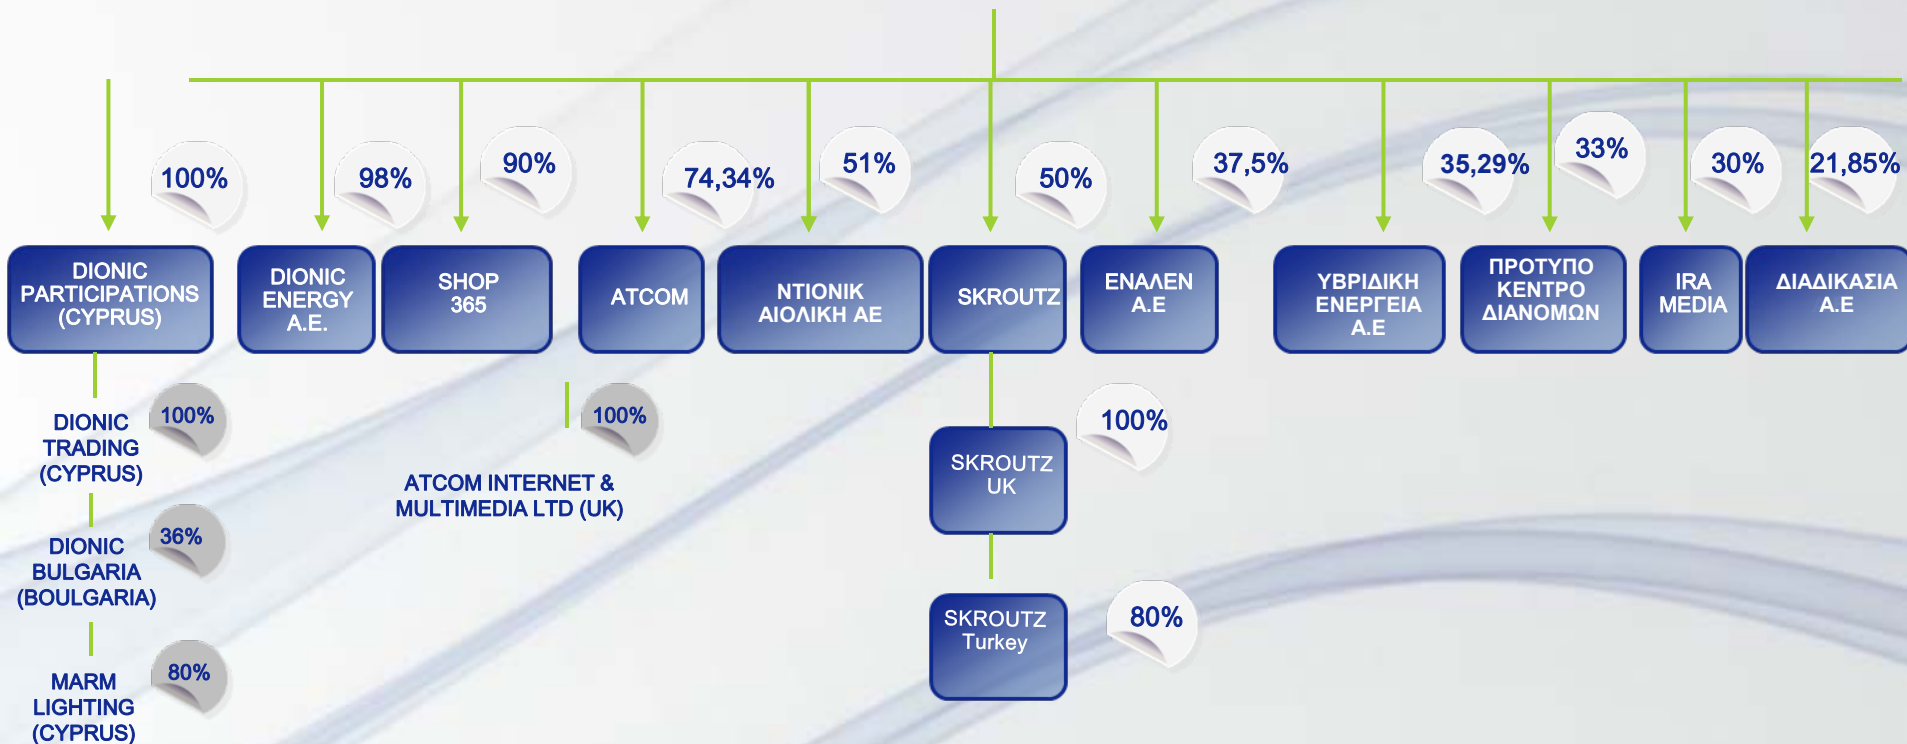 100%
98%
90%
74,34%
51%
50%
37,5%
35,29%
33%
30%
21,85%
DIONIC
PARTICIPATIONS
(CYPRUS)
DIONIC
ENERGY
A.E.
SHOP
365
ATCOM
ΝΤΙΟΝΙΚ
ΑΙΟΛΙΚΗ ΑΕ
SKROUTZ
ΕΝΑΛΕΝ
Α.Ε
ΥΒΡΙΔΙΚΗ
ΕΝΕΡΓΕΙΑ
Α.Ε
ΠΡΟΤΥΠΟ
ΚΕΝΤΡΟ
ΔΙΑΝΟΜΩΝ
IRA
MEDIA
ΔΙΑΔΙΚΑΣΙΑ
Α.Ε
DIONIC
TRADING
(CYPRUS)
100%
DIONIC
BULGARIA
(BOULGARIA)
36%
MARM
LIGHTING
(CYPRUS)
80%
100%
ATCOM INTERNET &
MULTIMEDIA LTD (UK)
SKROUTZ
UK
100%
SKROUTZ
Turkey
80%